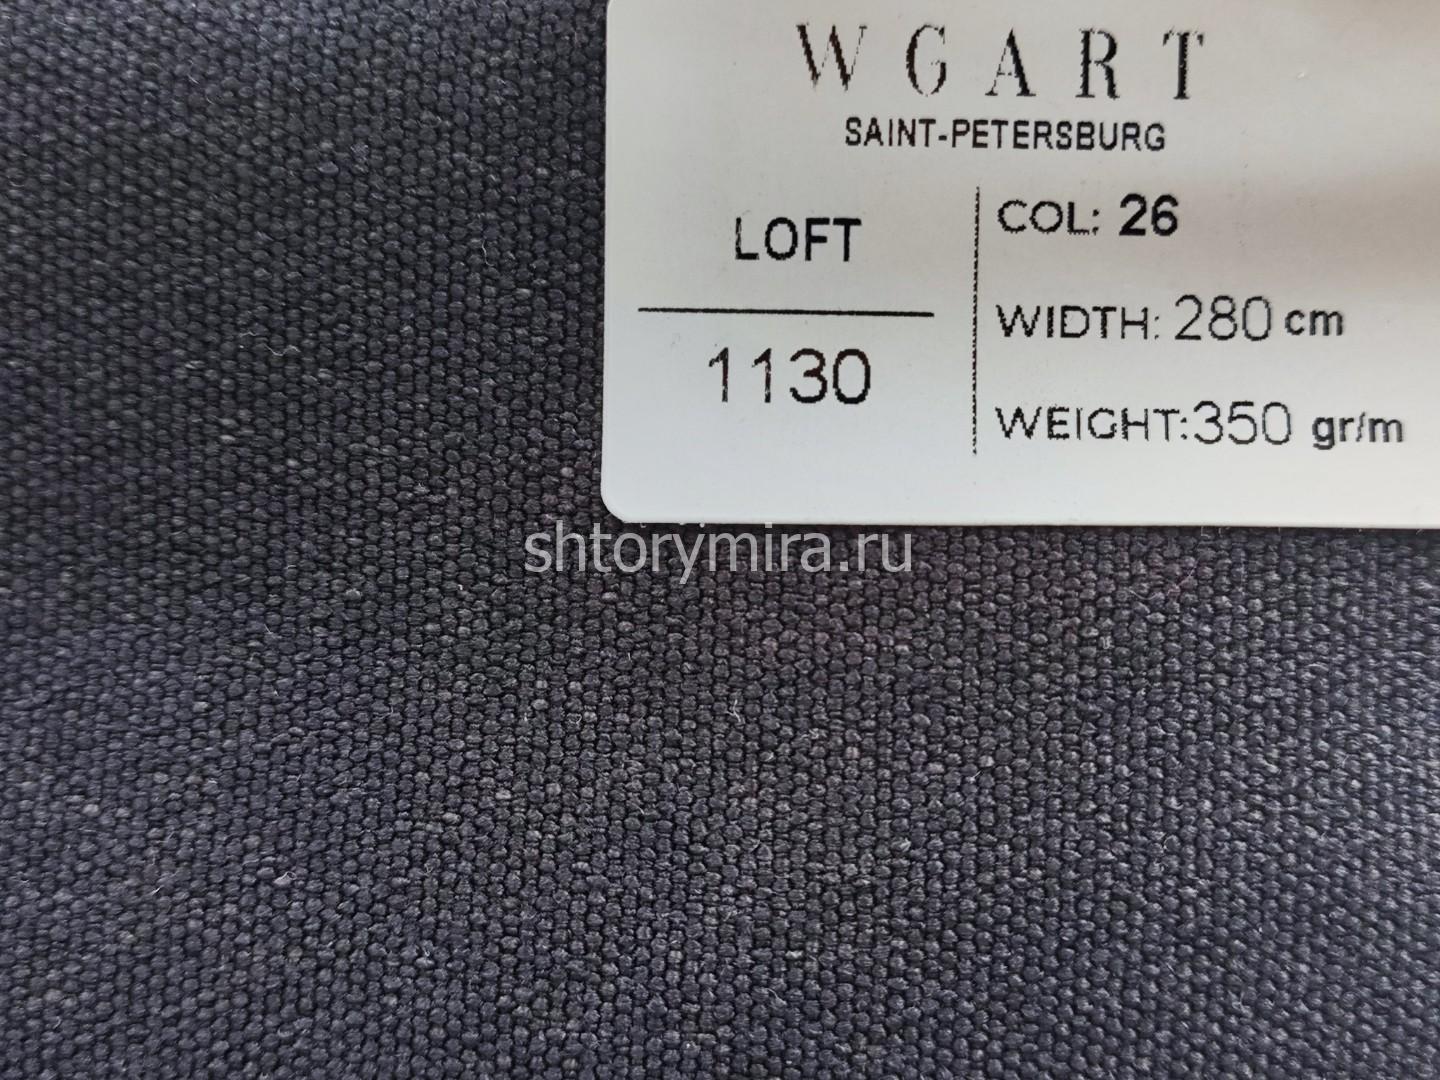 WGART
SAINT-PETERSBURG
LOFT
1130
COL: 26
WIDTH: 280 cm
WEIGHT: 350 gr/m
shtorymira.ru